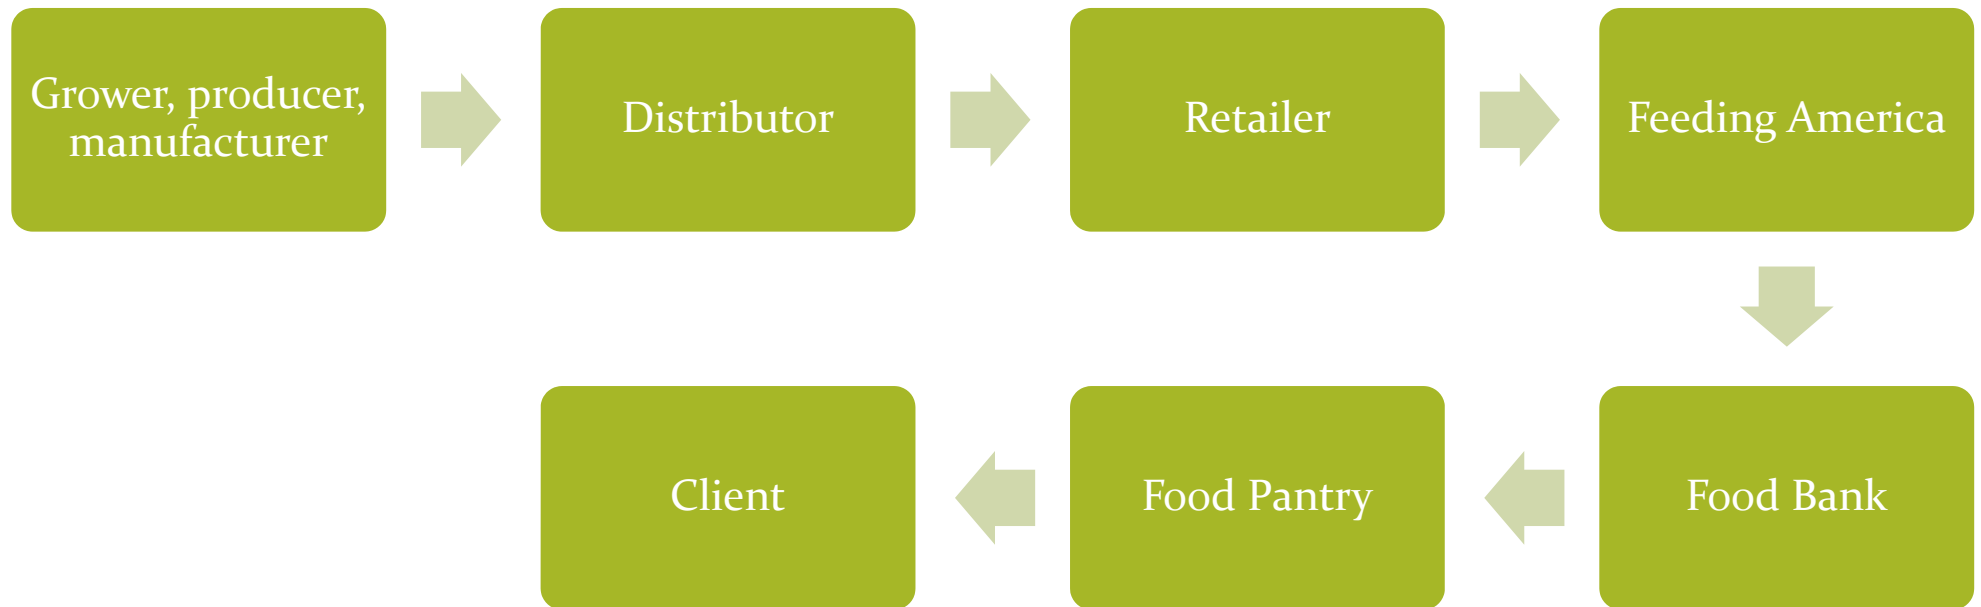 Grower, producer,
manufacturer
Distributor
Retailer
Feeding America
Food Bank
Food Pantry
Client